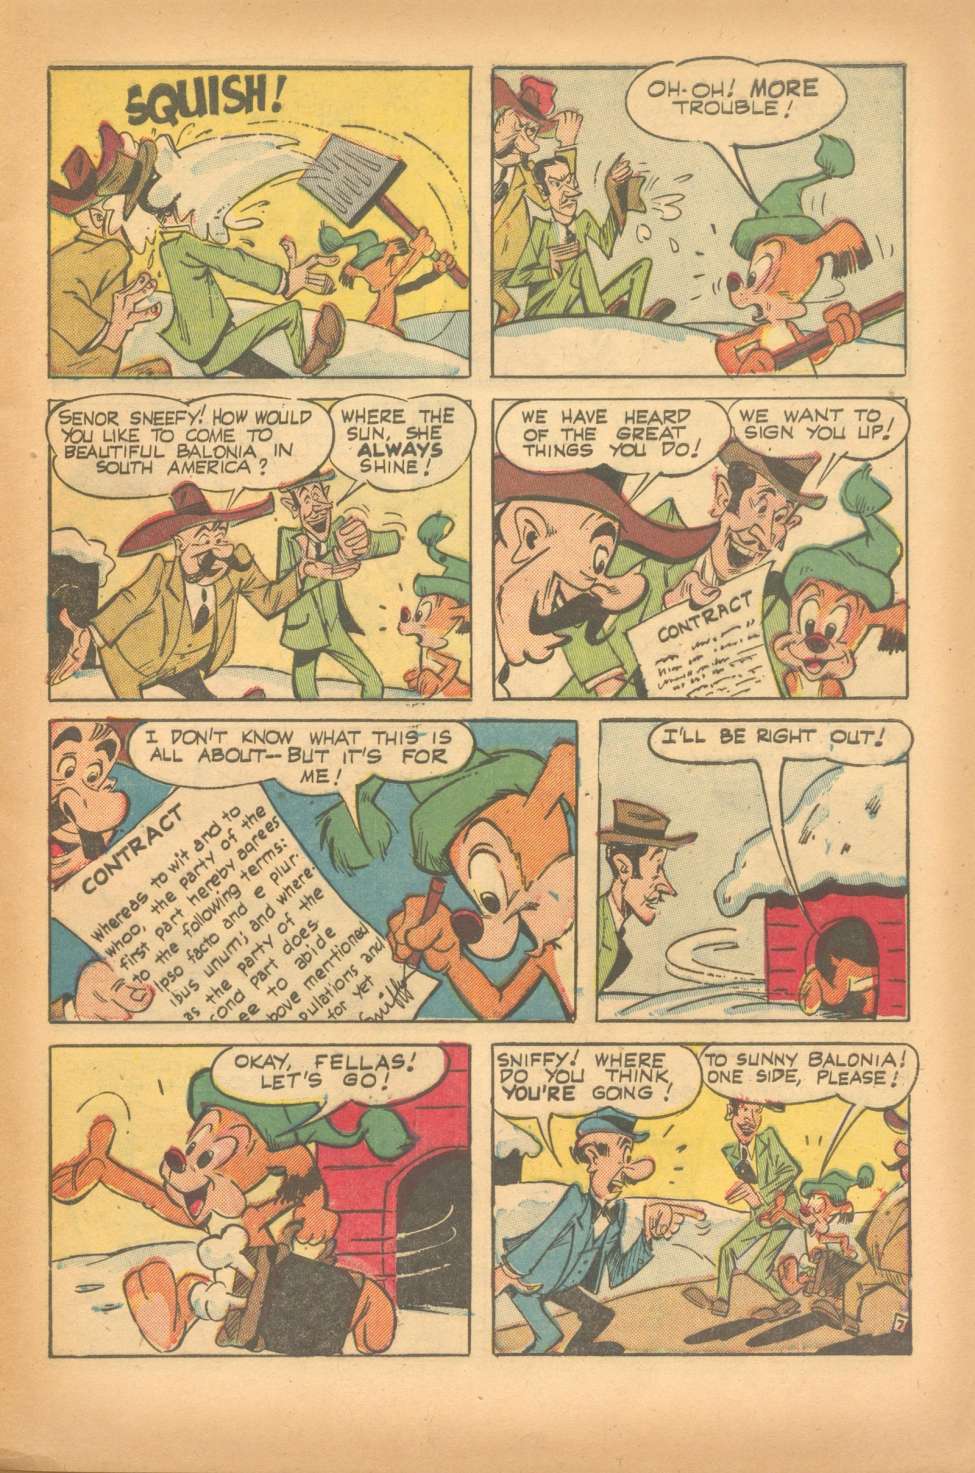 SQUISH!
OH-OH! MORE
TROUBLE!
SENOR SNEEFY! HOW WOULD
YOU LIKE TO COME TO
BEAUTIFUL BALONIA IN
SOUTH AMERICA?
WHERE THE
SUN, SHE
ALWAYS
SHINE!
WE HAVE HEARD
OF THE GREAT
THINGS YOU DO!
WE WANT TO
SIGN YOU UP!
CONTRACT
I DON'T KNOW WHAT THIS IS
ALL ABOUT-- BUT IT'S FOR
ME!
CONTRACT
Whereas to wit and to
whoo, the party of the
first part hereby agrees
to the following terms:
Ipso facto and e plur-
ibus unum; and where-
as the party of the
cond part does
ee to abide
bove merrtioned
pulations and
for yet
I'LL BE RIGHT OUT!
OKAY, FELLAS!
LET'S GO!
SNIFFY! WHERE
DO YOU THINK
YOU'RE GOING!
TO SUNNY BALONIA!
ONE SIDE, PLEASE!
7